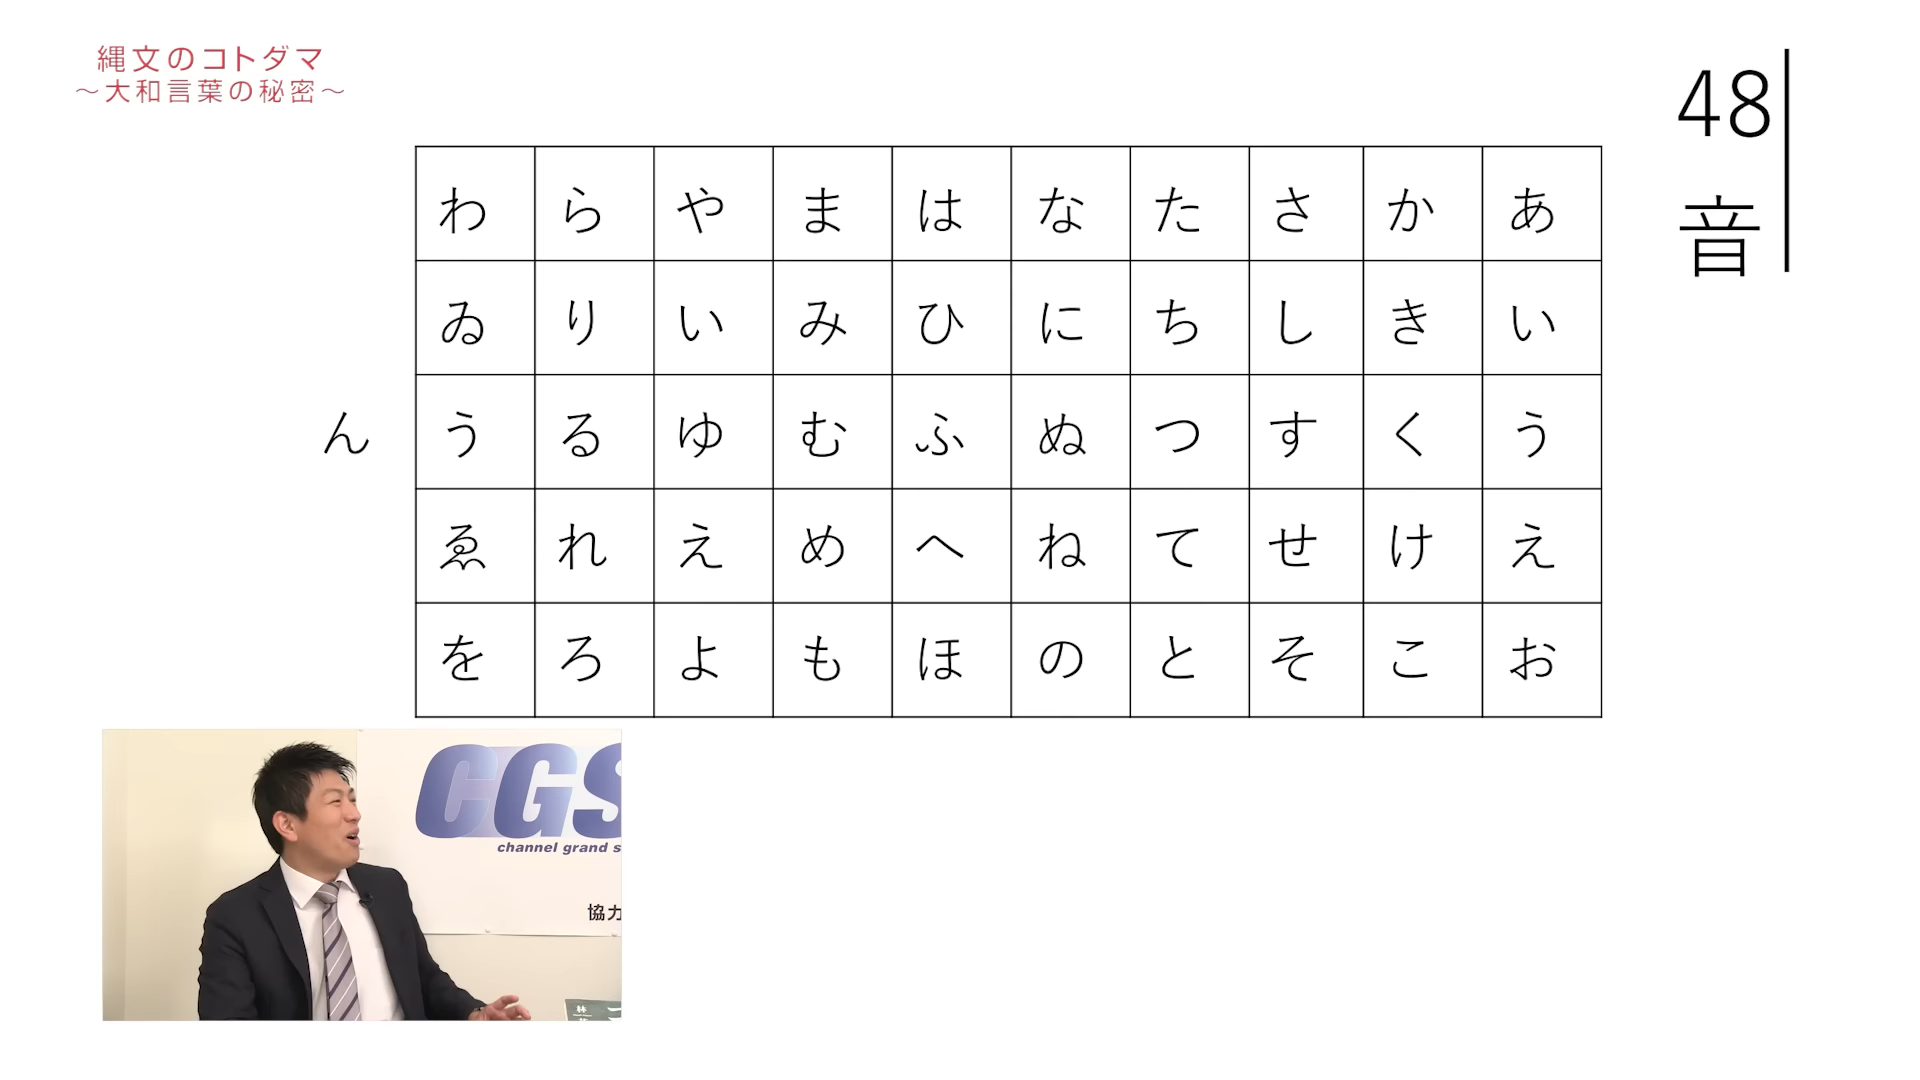 縄文のコトダマ
~大和言葉の秘密~
48音
わ ら や ま は な た さ か あ
ゐ り い み ひ に ち し き い
ん う る ゆ む ふ ぬ つ す く う
ゑ れ え め へ ね て せ け え
を ろ よ も ほ の と そ こ お
CGS
channel grand s
協力
林